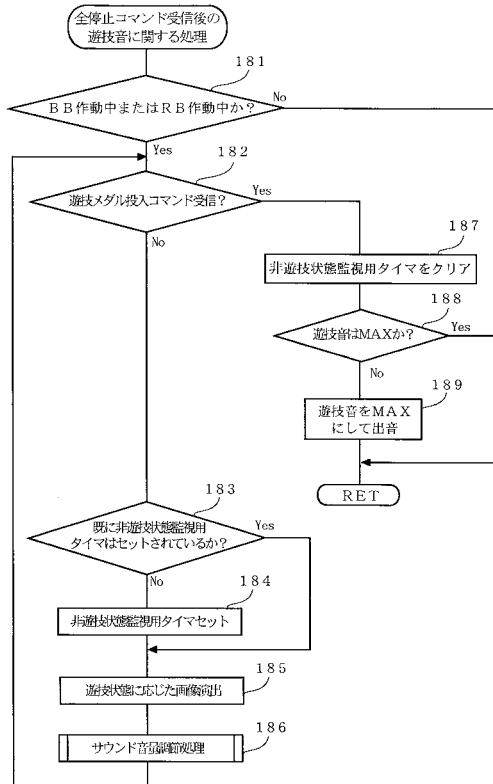 全停止コマンド受信後の
遊技音に関する処理
181
BB作動中またはRB作動中か?
No
Yes
182
遊技メダル投入コマンド受信?
Yes
No
187
非遊技状態監視用タイマをクリア
188
遊技音はMAXか?
Yes
No
189
遊技音をMAX
にして出音
RET
183
既に非遊技状態監視用
タイマはセットされているか?
Yes
No
184
非遊技状態監視用タイマセット
185
遊技状態に応じた画像演出
186
サウンド音量調節処理